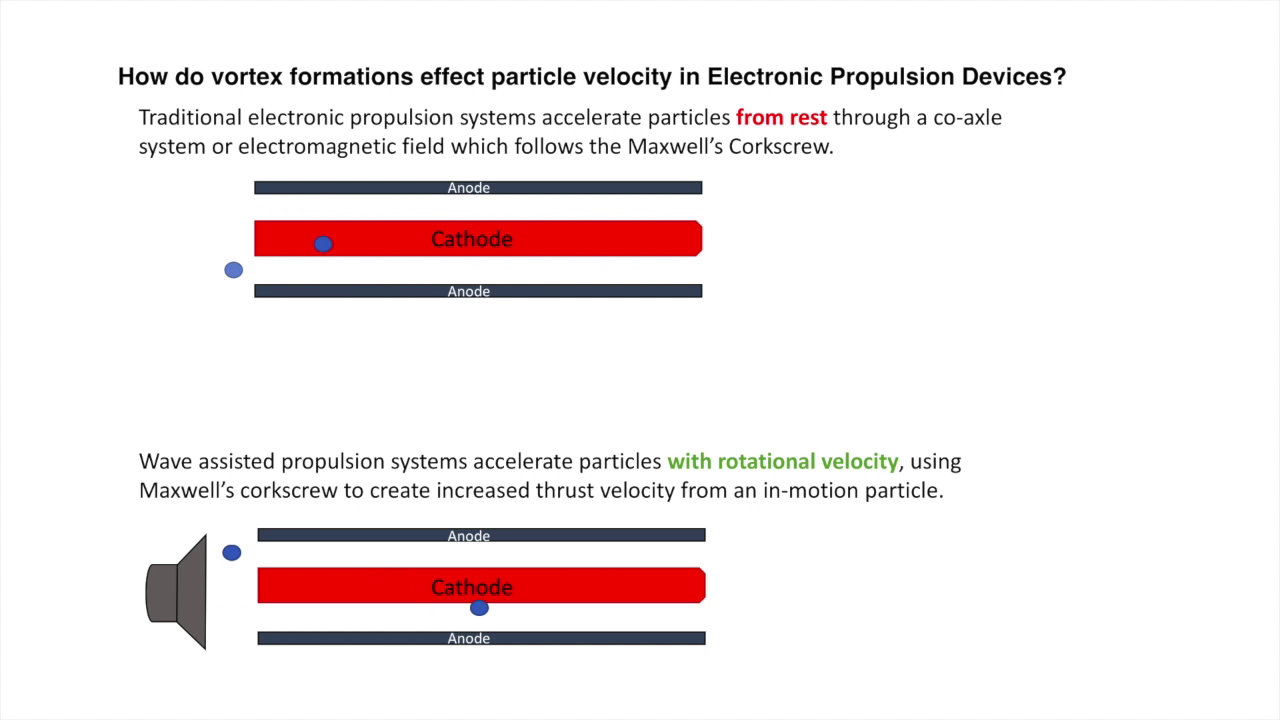 How do vortex formations effect particle velocity in Electronic Propulsion Devices?
Traditional electronic propulsion systems accelerate particles from rest through a co-axle
system or electromagnetic field which follows the Maxwell’s Corkscrew.
Anode
Cathode
Anode
Wave assisted propulsion systems accelerate particles with rotational velocity, using
Maxwell’s corkscrew to create increased thrust velocity from an in-motion particle.
Anode
Cathode
Anode